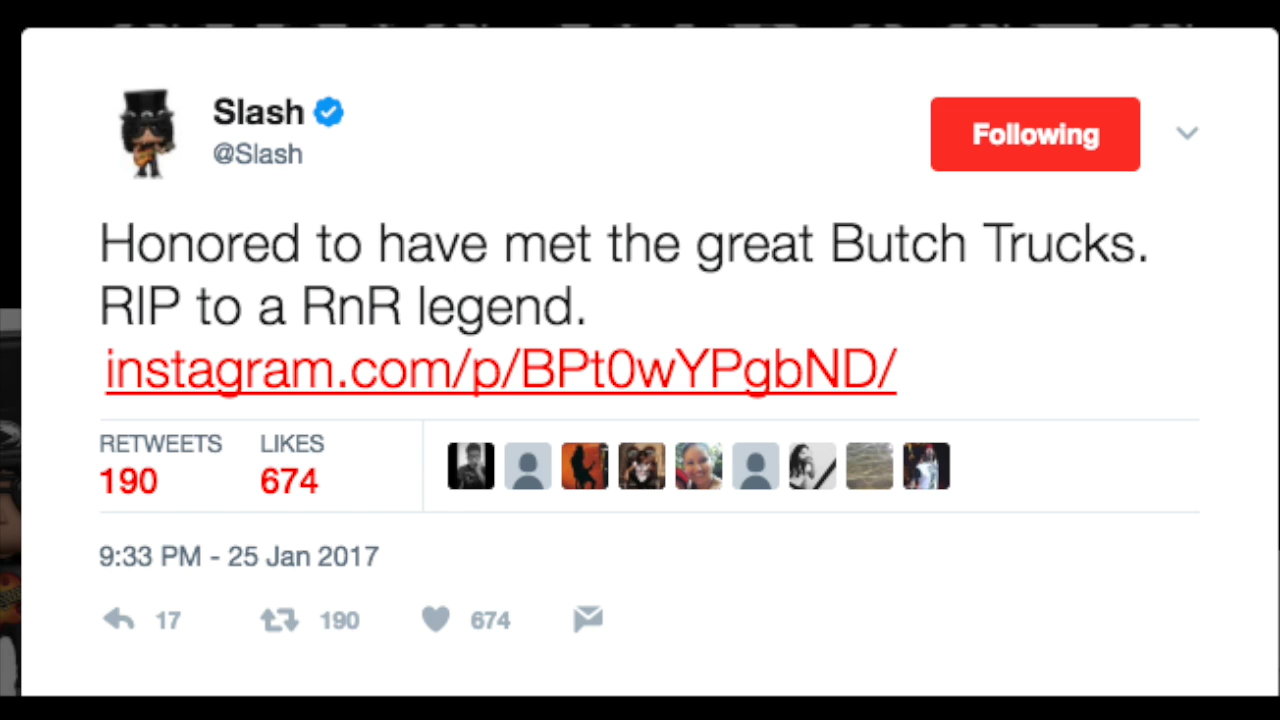 Slash
@Slash
Following
Honored to have met the great Butch Trucks.
RIP to a RnR legend.
instagram.com/p/BPt0wYPgbND/
RETWEETS LIKES
190 674
9:33 PM - 25 Jan 2017
17 190 674